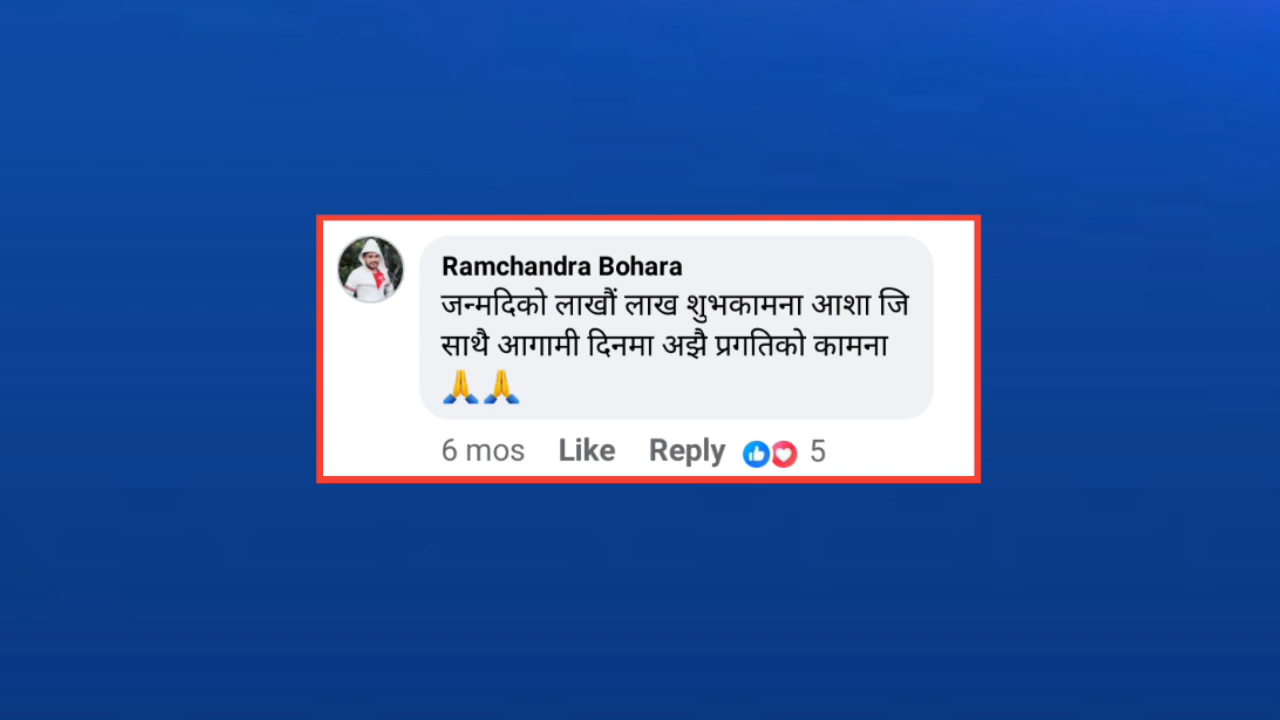 Ramchandra Bohara
जन्मदिको लाखौं लाख शुभकामना आशा जि
साथै आगामी दिनमा अझै प्रगतिको कामना
🙏🙏
6 mos Like Reply 5